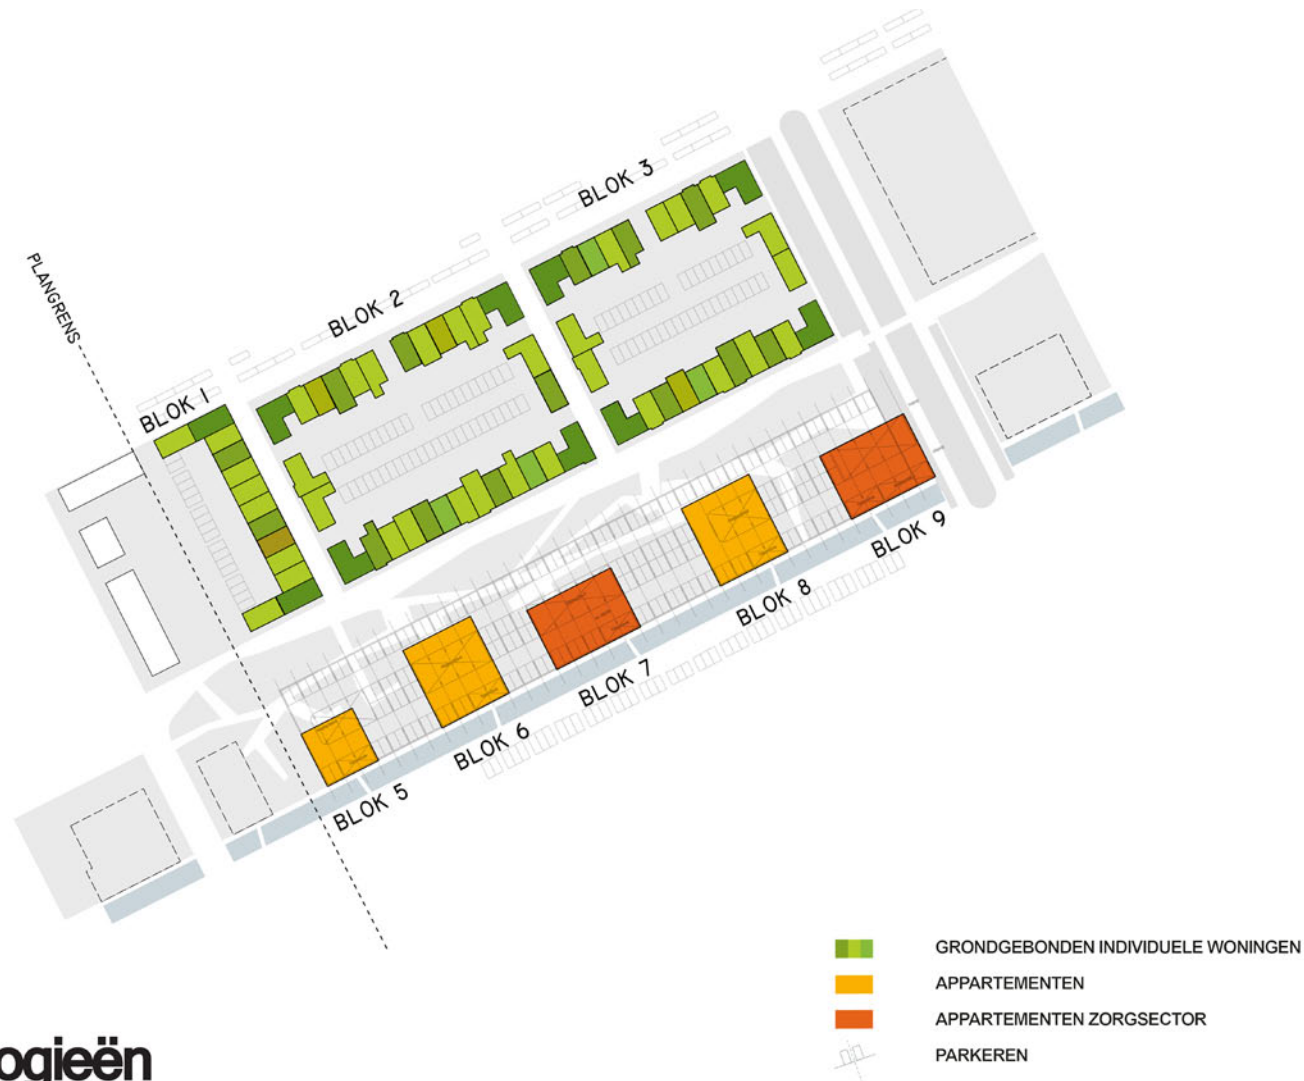 BLOK 3
PLANGRENS
BLOK 2
BLOK 1
BLOK 9
BLOK 8
BLOK 7
BLOK 6
BLOK 5
GRONDGEBONDEN INDIVIDUELE WONINGEN
APPARTEMENTEN
APPARTEMENTEN ZORGSECTOR
PARKEREN
ogieën